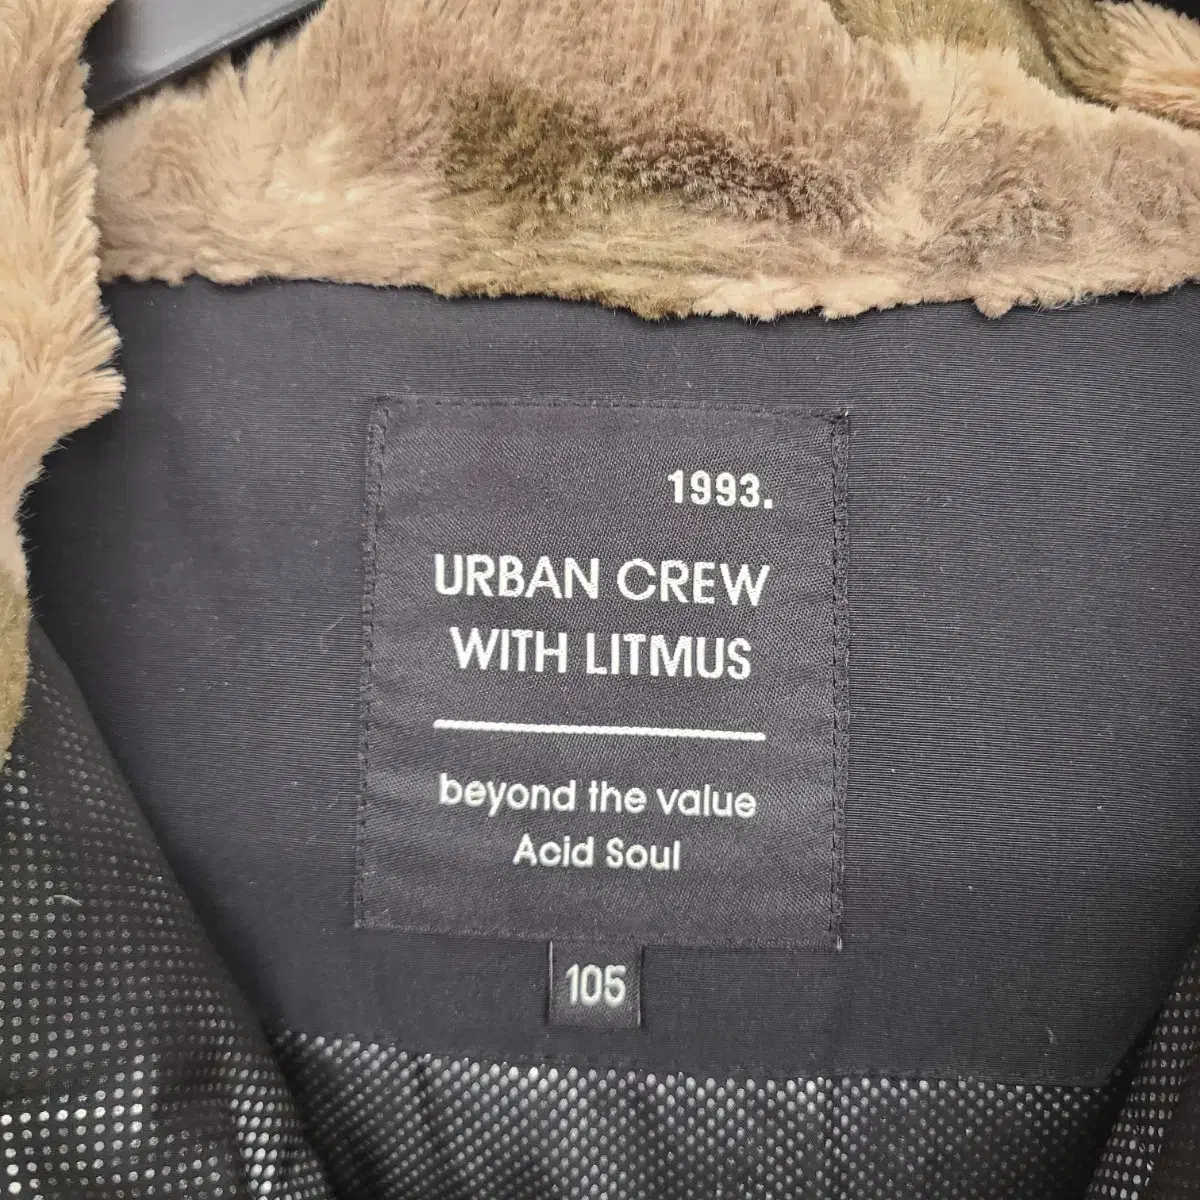 1993.
URBAN CREW
WITH LITMUS
beyond the value
Acid Soul
105